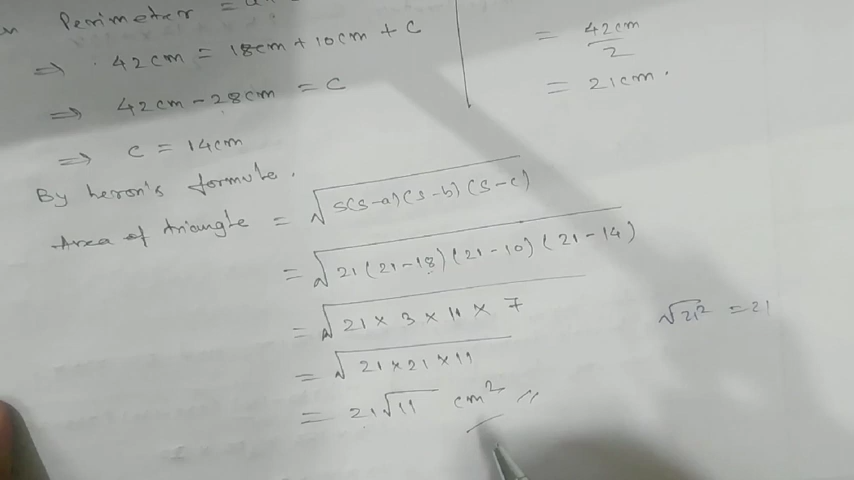 Perimeter =
⇒ 42cm = 18cm + 10cm + c
⇒ 42cm - 28cm = c
⇒ c = 14cm
= 42cm/2
= 21cm.
By heron's formule.
Area of triangle = √s(s-a)(s-b)(s-c)
= √21(21-18)(21-10)(21-14)
= √21 × 3 × 11 × 7
= √21 × 21 × 11
= 21√11 cm² //
√21² = 21